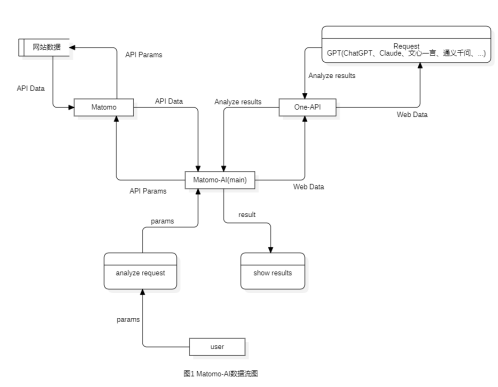 Request
GPT(ChatGPT、Claude、文心一言、通义千问、...)
网站数据
API Params
Analyze results
API Data
Matomo
API Data
Analyze results
One-API
Web Data
Matomo-AI(main)
API Params
Web Data
params
result
analyze request
show results
params
user
图1 Matomo-AI数据流图